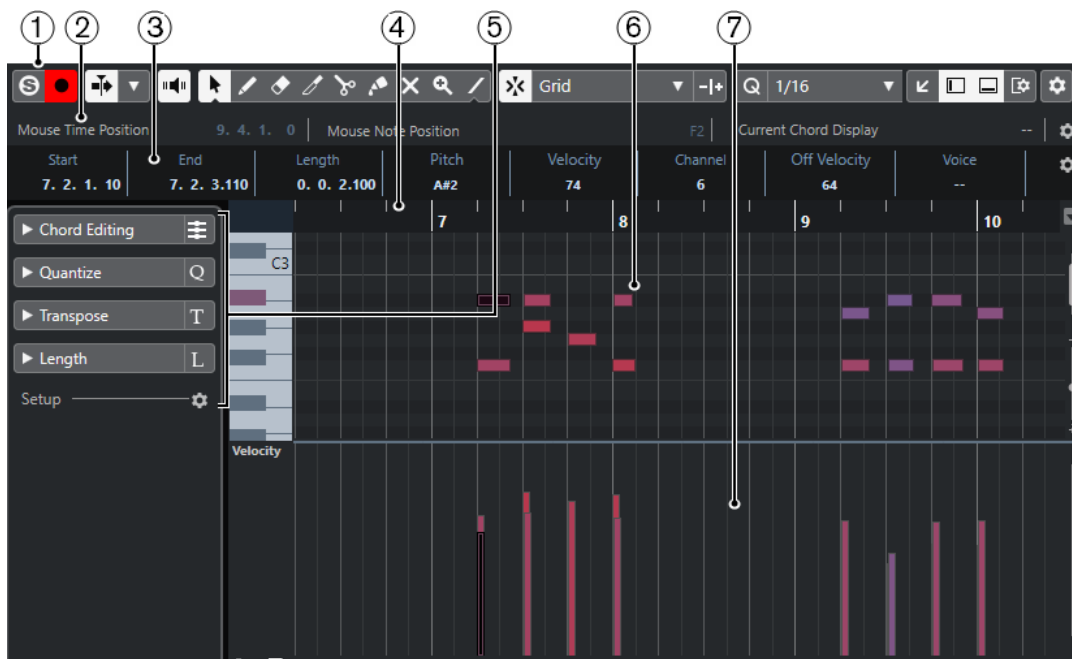 1 2 3 4 5 6 7
S Grid Q 1/16
Mouse Time Position 9. 4. 1. 0 Mouse Note Position F2 Current Chord Display --
Start End Length Pitch Velocity Channel Off Velocity Voice
7. 2. 1. 10 7. 2. 3.110 0. 0. 2.100 A#2 74 6 64 --
7 8 9 10
Chord Editing
C3
Quantize Q
Transpose T
Length L
Setup
Velocity